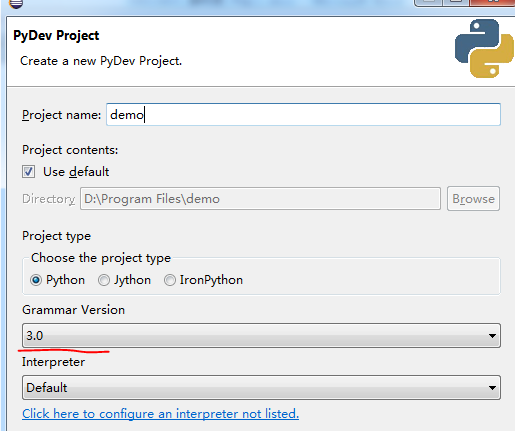 PyDev Project
Create a new PyDev Project.
Project name: demo
Project contents:
Use default
Directory D:\Program Files\demo Browse
Project type
Choose the project type
Python Jython IronPython
Grammar Version
3.0
Interpreter
Default
Click here to configure an interpreter not listed.